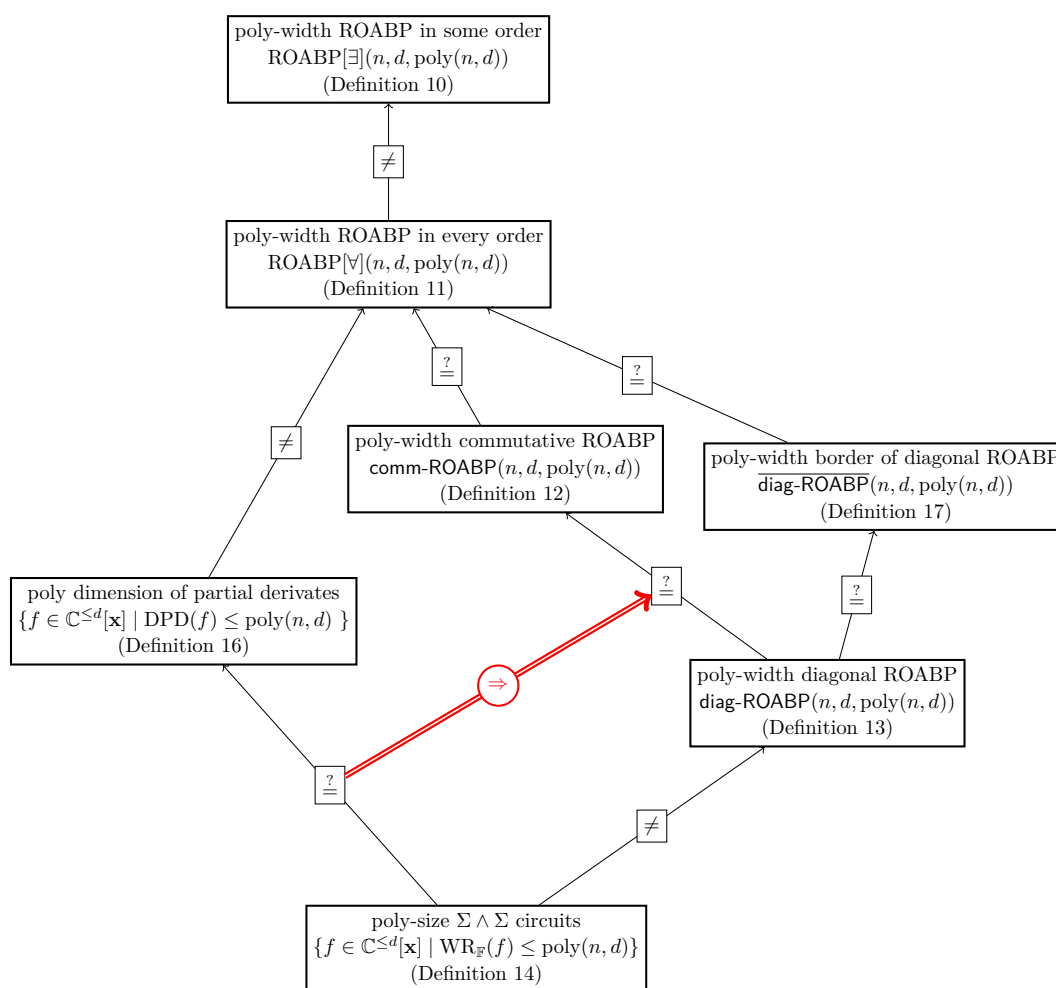 poly-width ROABP in some order
ROABP[∃](n, d, poly(n, d))
(Definition 10)
≠
poly-width ROABP in every order
ROABP[∀](n, d, poly(n, d))
(Definition 11)
?
=
?
=
≠
poly-width commutative ROABP
comm-ROABP(n, d, poly(n, d))
(Definition 12)
poly-width border of diagonal ROABP
\overline{diag-ROABP}(n, d, poly(n, d))
(Definition 17)
?
=
?
=
poly dimension of partial derivates
{f ∈ ℂ^{≤d}[𝐱] | DPD(f) ≤ poly(n, d) }
(Definition 16)
poly-width diagonal ROABP
diag-ROABP(n, d, poly(n, d))
(Definition 13)
⇒
?
=
≠
poly-size Σ ∧ Σ circuits
{f ∈ ℂ^{≤d}[𝐱] | WR_𝔽(f) ≤ poly(n, d)}
(Definition 14)